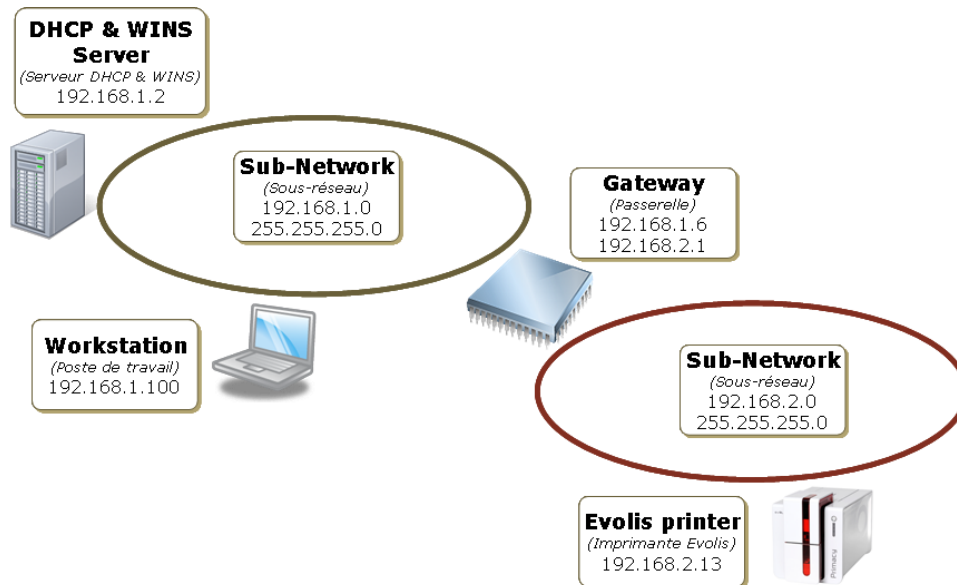 DHCP & WINS
Server
(Serveur DHCP & WINS)
192.168.1.2
Sub-Network
(Sous-réseau)
192.168.1.0
255.255.255.0
Gateway
(Passerelle)
192.168.1.6
192.168.2.1
Workstation
(Poste de travail)
192.168.1.100
Sub-Network
(Sous-réseau)
192.168.2.0
255.255.255.0
Evolis printer
(Imprimante Evolis)
192.168.2.13
Primacy